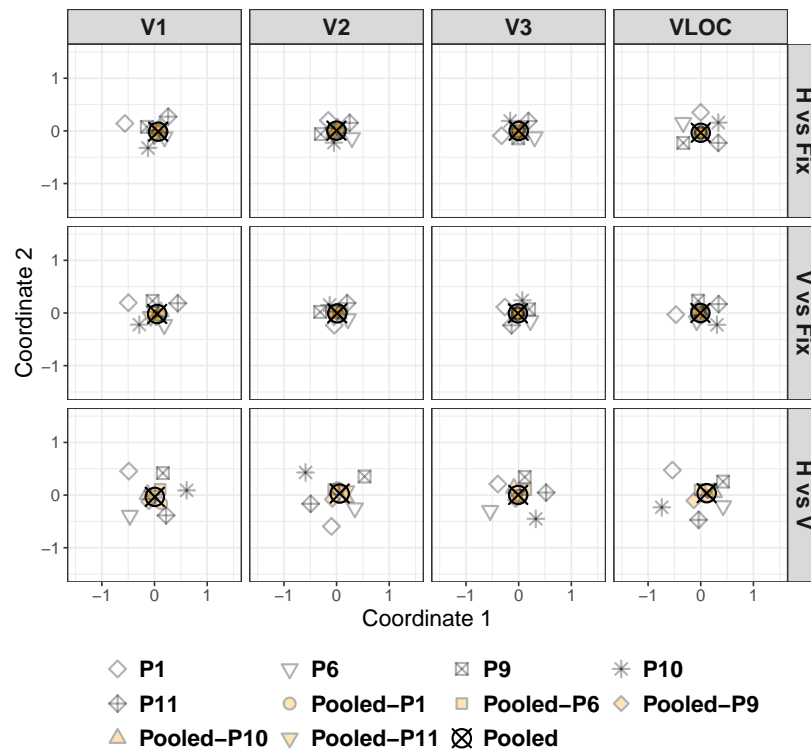 V1 V2 V3 VLOC
1
0
−1
H vs Fix
1
0
−1
V vs Fix
1
0
−1
H vs V
Coordinate 2
−1 0 1 −1 0 1 −1 0 1 −1 0 1
Coordinate 1
P1 P6 P9 P10
P11 Pooled−P1 Pooled−P6 Pooled−P9
Pooled−P10 Pooled−P11 Pooled